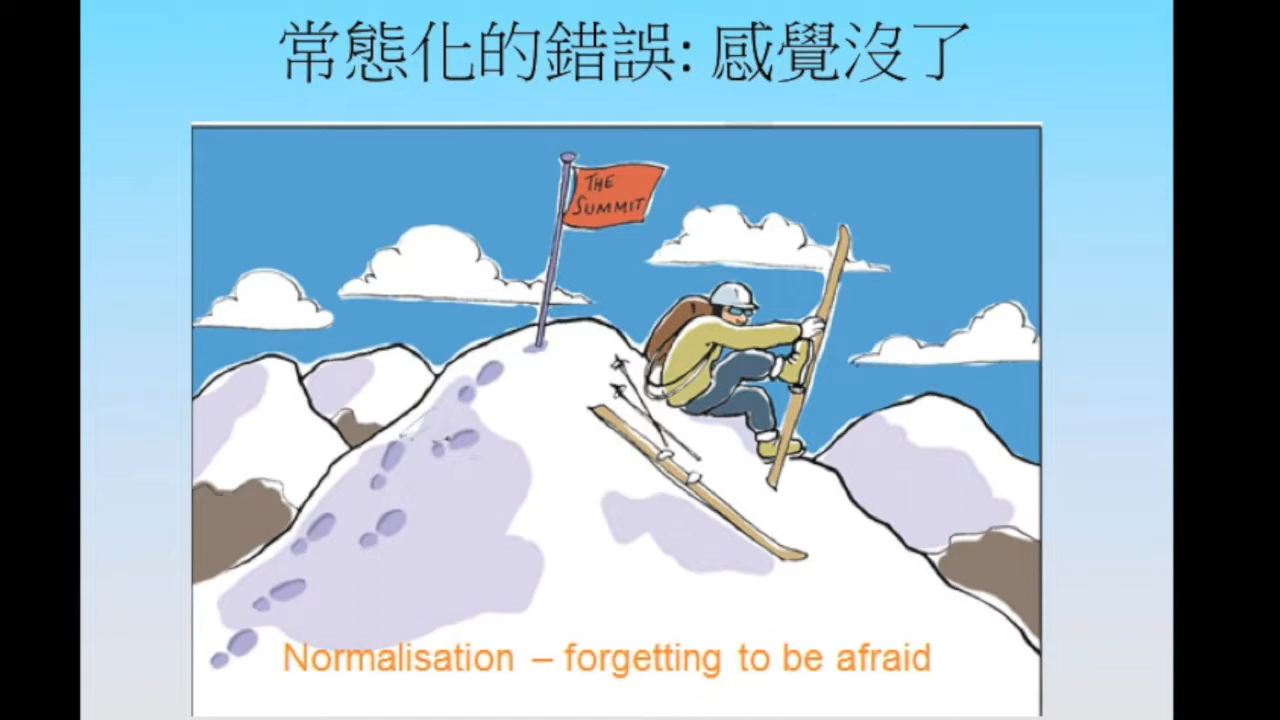 常態化的錯誤: 感覺沒了
THE
SUMMIT
Normalisation – forgetting to be afraid